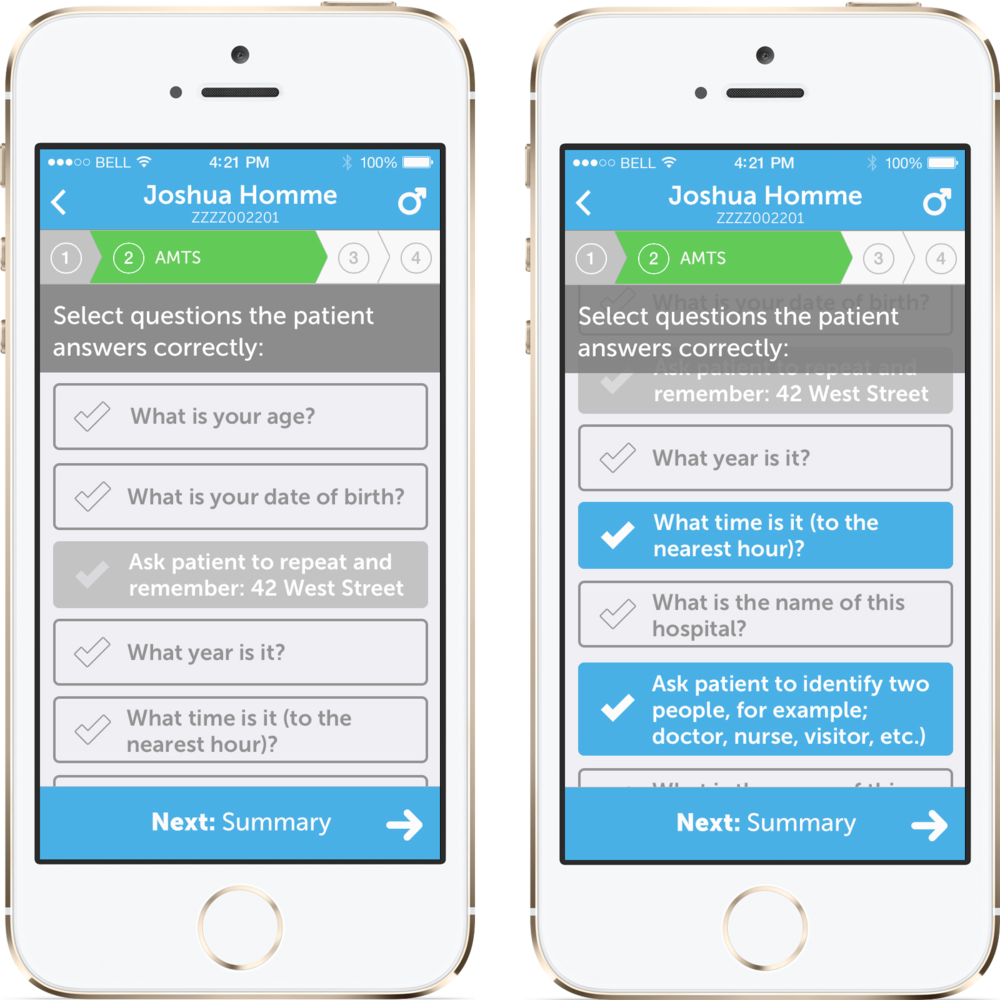 BELL 4:21 PM 100%
Joshua Homme
ZZZZ002201
1 2 AMTS 3 4
Select questions the patient
answers correctly:
What is your age?
What is your date of birth?
Ask patient to repeat and
remember: 42 West Street
What year is it?
What time is it (to the
nearest hour)?
Next: Summary
BELL 4:21 PM 100%
Joshua Homme
ZZZZ002201
1 2 AMTS 3 4
What is your date of birth?
Select questions the patient
answers correctly:
Ask patient to repeat and
remember: 42 West Street
What year is it?
What time is it (to the
nearest hour)?
What is the name of this
hospital?
Ask patient to identify two
people, for example;
doctor, nurse, visitor, etc.)
Next: Summary